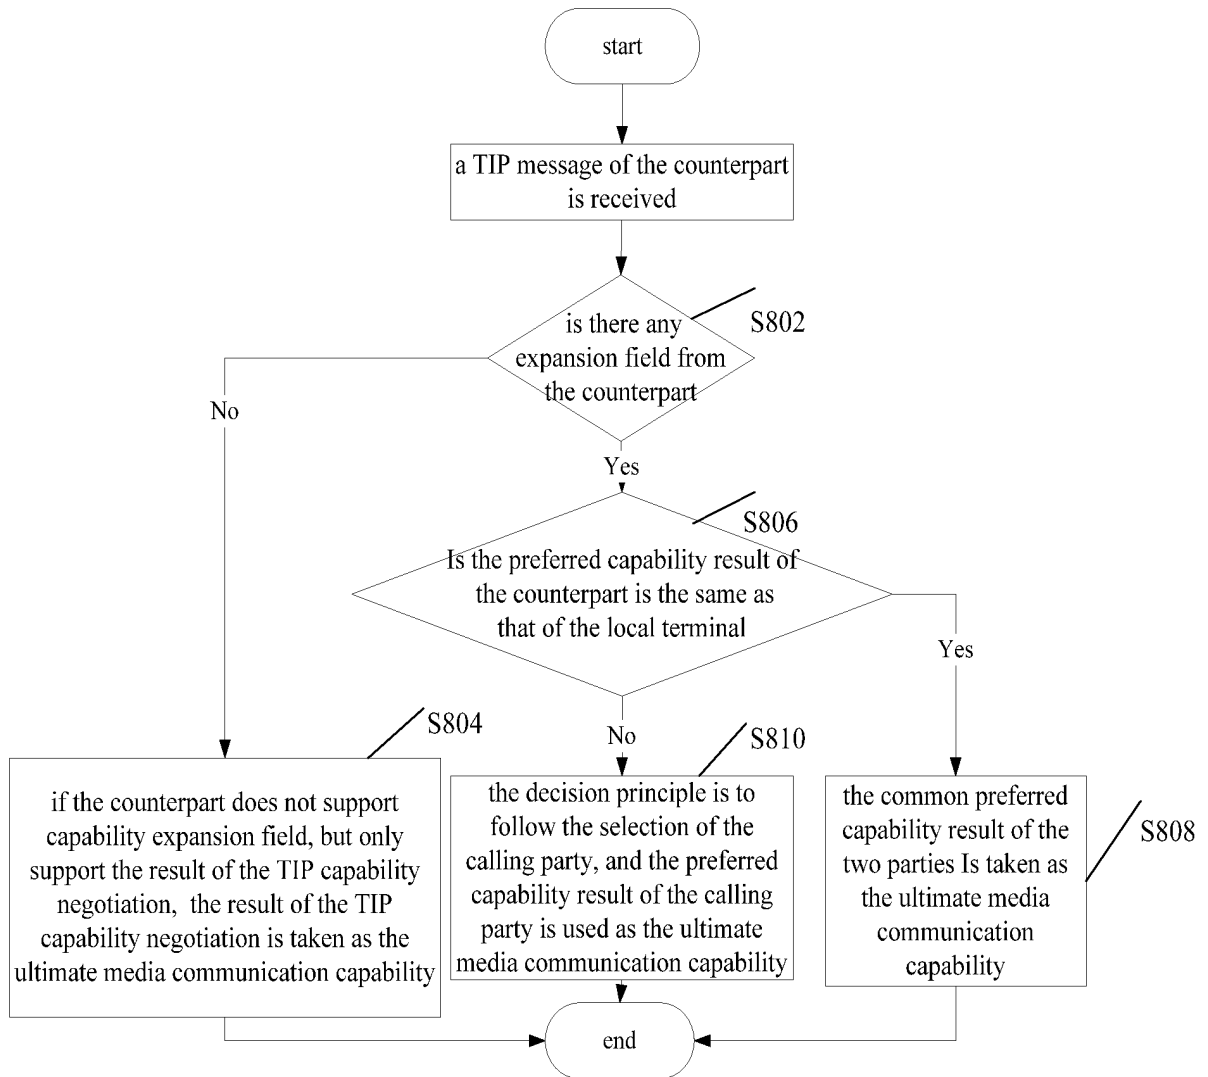 start
a TIP message of the counterpart
is received
is there any
expansion field from
the counterpart
S802
No
Yes
S806
Is the preferred capability result of
the counterpart is the same as
that of the local terminal
Yes
No
S804
if the counterpart does not support
capability expansion field, but only
support the result of the TIP capability
negotiation, the result of the TIP
capability negotiation is taken as the
ultimate media communication capability
S810
the decision principle is to
follow the selection of the
calling party, and the preferred
capability result of the calling
party is used as the ultimate
media communication capability
the common preferred
capability result of the
two parties Is taken as
the ultimate media
communication
capability
S808
end